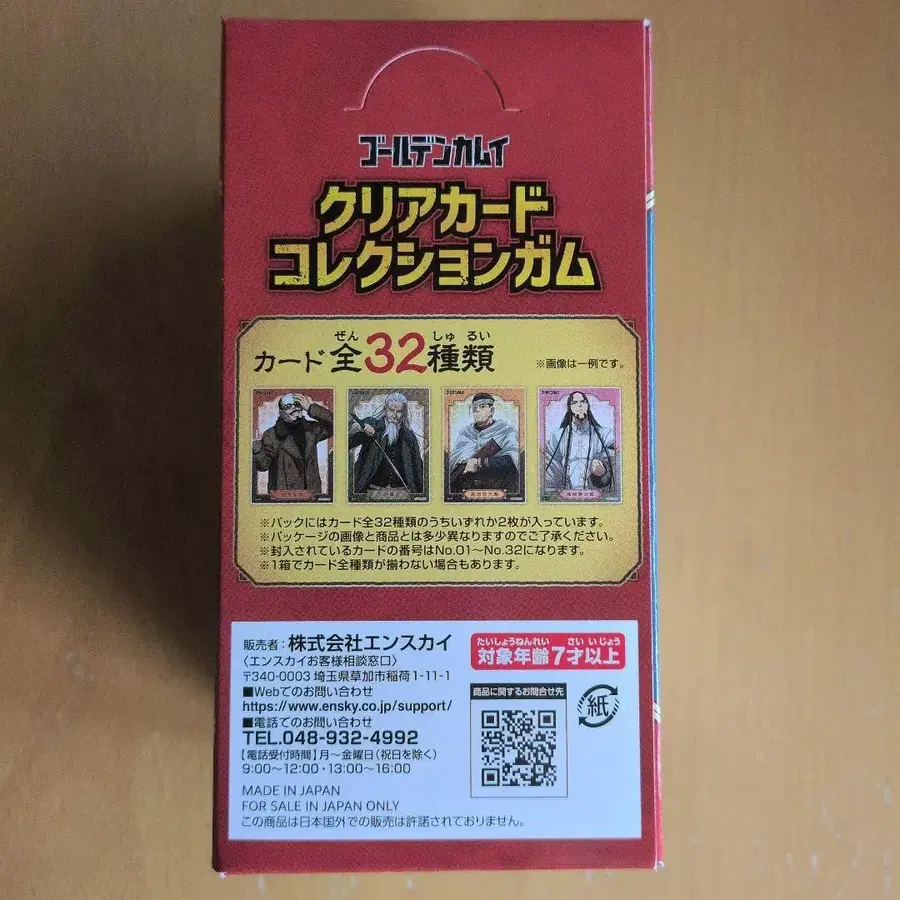 ゴールデンカムイ
クリアカード
コレクションガム
ぜん しゅ るい
カード 全32種類
※画像は一例です。
※パックにはカード全32種類のうちいずれか2枚が入っています。
※パッケージの画像と商品とは多少異なりますのでご了承ください。
※封入されているカードの番号はNo.01～No.32になります。
※1箱でカード全種類が揃わない場合もあります。
販売者：株式会社エンスカイ
〈エンスカイお客様相談窓口〉
〒340-0003 埼玉県草加市稲荷1-11-1
■Webでのお問い合わせ
https://www.ensky.co.jp/support/
■電話でのお問い合わせ
TEL.048-932-4992
【電話受付時間】月～金曜日(祝日を除く)
9:00～12:00・13:00～16:00
MADE IN JAPAN
FOR SALE IN JAPAN ONLY
この商品は日本国外での販売は許諾されておりません。
たいしょうねんれい さい いじょう
対象年齢7才以上
商品に関するお問合せ先
紙